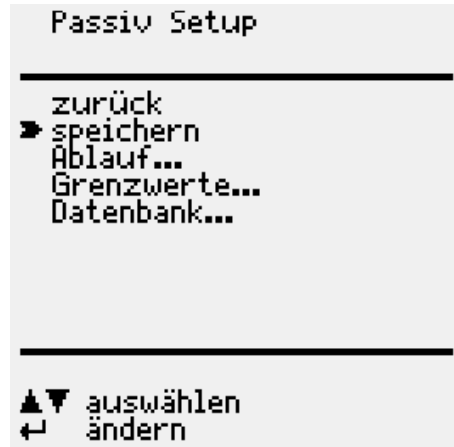 Passiv Setup
zurück
speichern
Ablauf...
Grenzwerte...
Datenbank...
▲▼ auswählen
↵ ändern